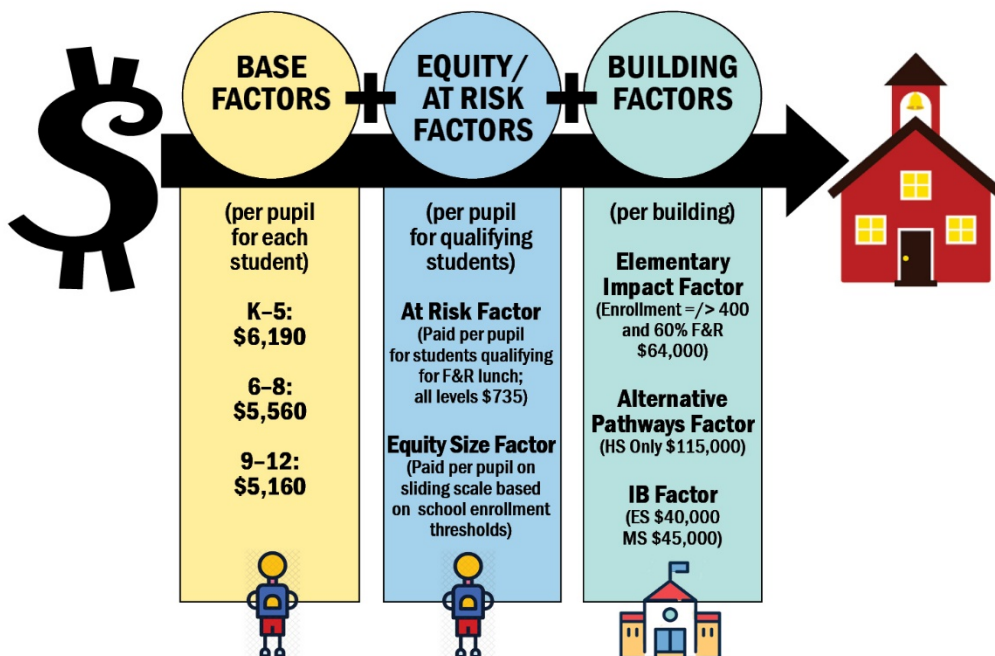 BASE
FACTORS
+
EQUITY/
AT RISK
FACTORS
+
BUILDING
FACTORS
(per pupil
for each
student)
K–5:
$6,190
6–8:
$5,560
9–12:
$5,160
(per pupil
for qualifying
students)
At Risk Factor
(Paid per pupil
for students qualifying
for F&R lunch;
all levels $735)
Equity Size Factor
(Paid per pupil on
sliding scale based
on school enrollment
thresholds)
(per building)
Elementary
Impact Factor
(Enrollment =/> 400
and 60% F&R
$64,000)
Alternative
Pathways Factor
(HS Only $115,000)
IB Factor
(ES $40,000
MS $45,000)